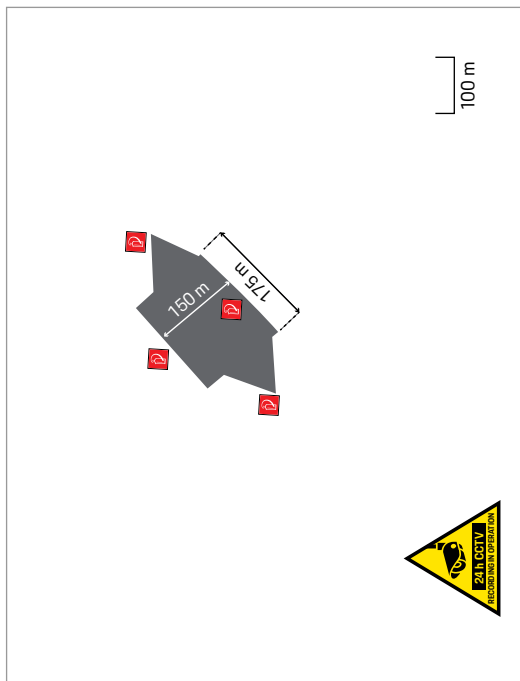 100 m
150 m
175 m
24 h CCTV
RECORDING IN OPERATION